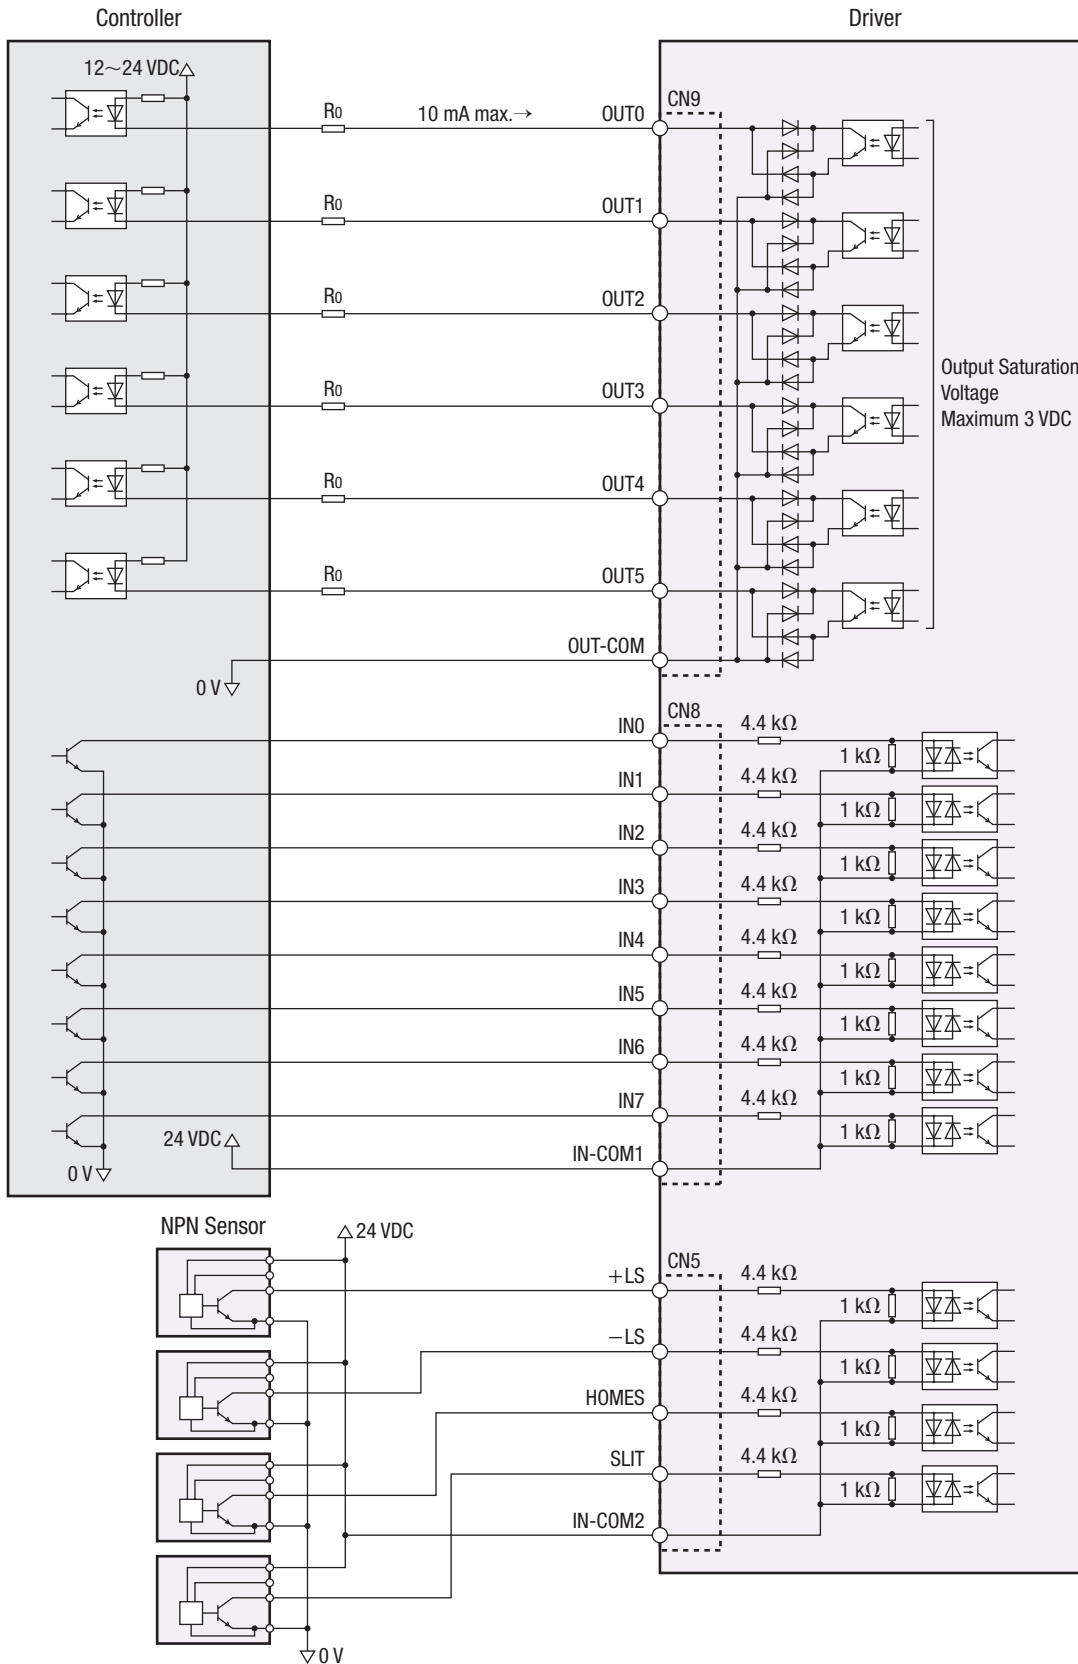 Controller
Driver
12～24 VDC
CN9
R0
10 mA max.→
OUT0
R0
OUT1
R0
OUT2
Output Saturation
Voltage
Maximum 3 VDC
R0
OUT3
R0
OUT4
R0
OUT5
OUT-COM
0 V
CN8
IN0
4.4 kΩ
1 kΩ
IN1
4.4 kΩ
1 kΩ
IN2
4.4 kΩ
1 kΩ
IN3
4.4 kΩ
1 kΩ
IN4
4.4 kΩ
1 kΩ
IN5
4.4 kΩ
1 kΩ
IN6
4.4 kΩ
1 kΩ
IN7
4.4 kΩ
1 kΩ
24 VDC
IN-COM1
0 V
NPN Sensor
24 VDC
CN5
+LS
4.4 kΩ
1 kΩ
−LS
4.4 kΩ
1 kΩ
HOMES
4.4 kΩ
1 kΩ
SLIT
4.4 kΩ
1 kΩ
IN-COM2
0 V